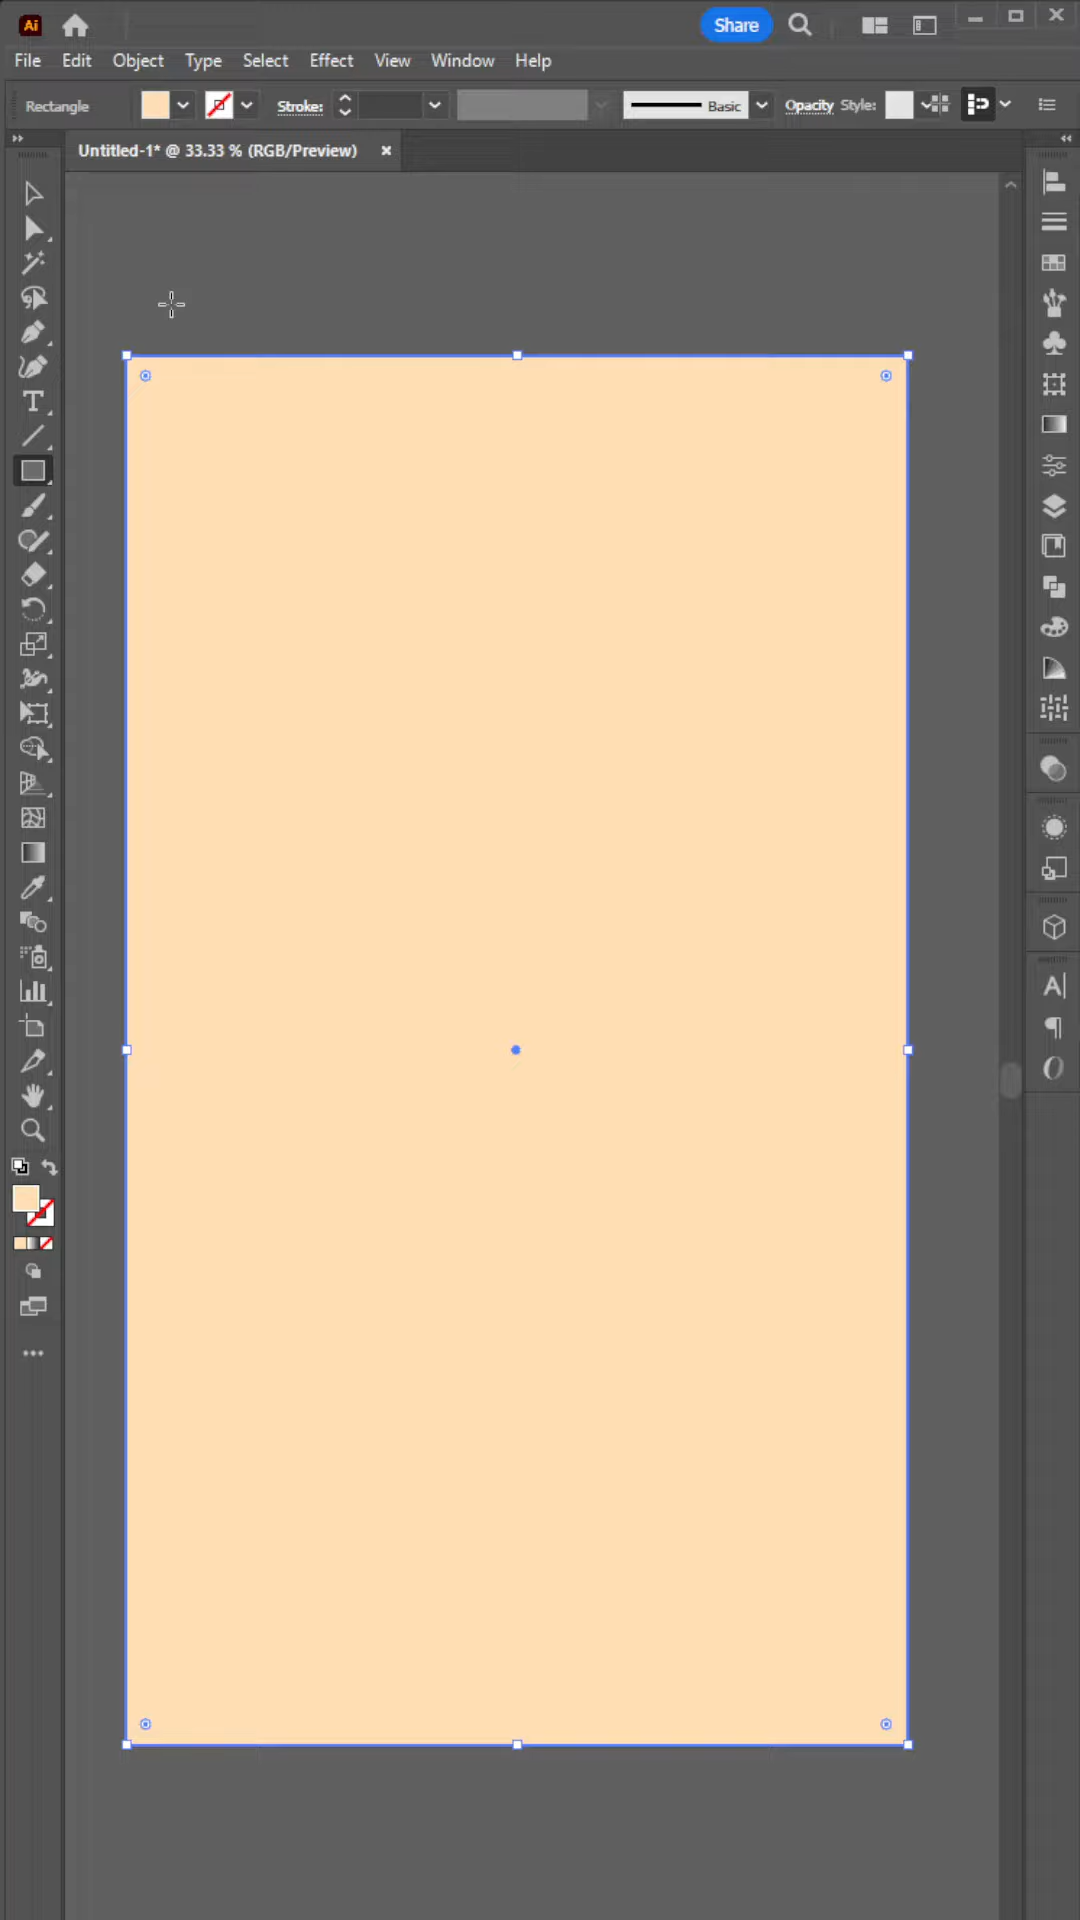 Ai
Share
File Edit Object Type Select Effect View Window Help
Rectangle Stroke: Basic Opacity Style:
Untitled-1* @ 33.33 % (RGB/Preview) ×